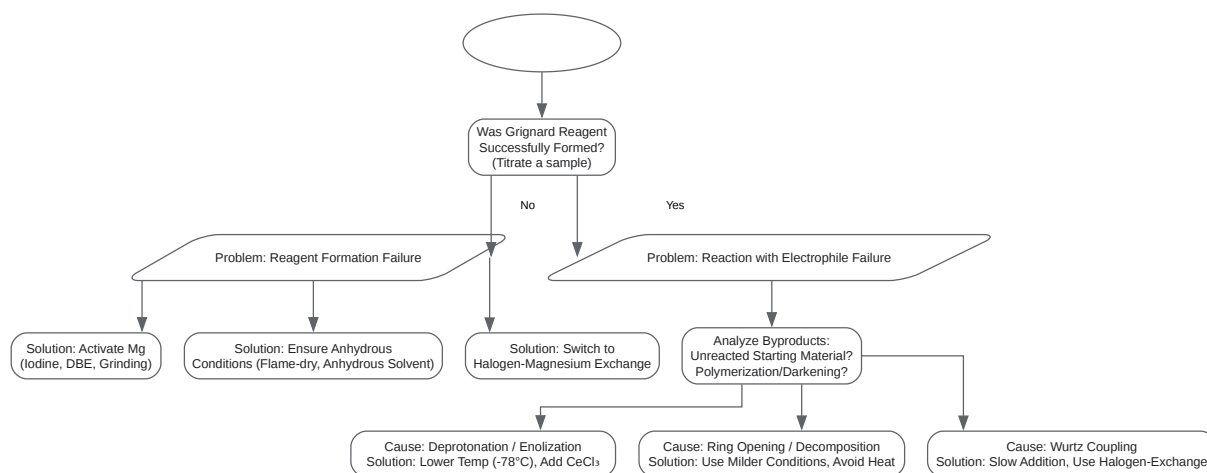 Was Grignard Reagent
Successfully Formed?
(Titrate a sample)
No
Yes
Problem: Reagent Formation Failure
Problem: Reaction with Electrophile Failure
Solution: Activate Mg
(Iodine, DBE, Grinding)
Solution: Ensure Anhydrous
Conditions (Flame-dry, Anhydrous Solvent)
Solution: Switch to
Halogen-Magnesium Exchange
Analyze Byproducts:
Unreacted Starting Material?
Polymerization/Darkening?
Cause: Deprotonation / Enolization
Solution: Lower Temp (-78°C), Add CeCl₃
Cause: Ring Opening / Decomposition
Solution: Use Milder Conditions, Avoid Heat
Cause: Wurtz Coupling
Solution: Slow Addition, Use Halogen-Exchange